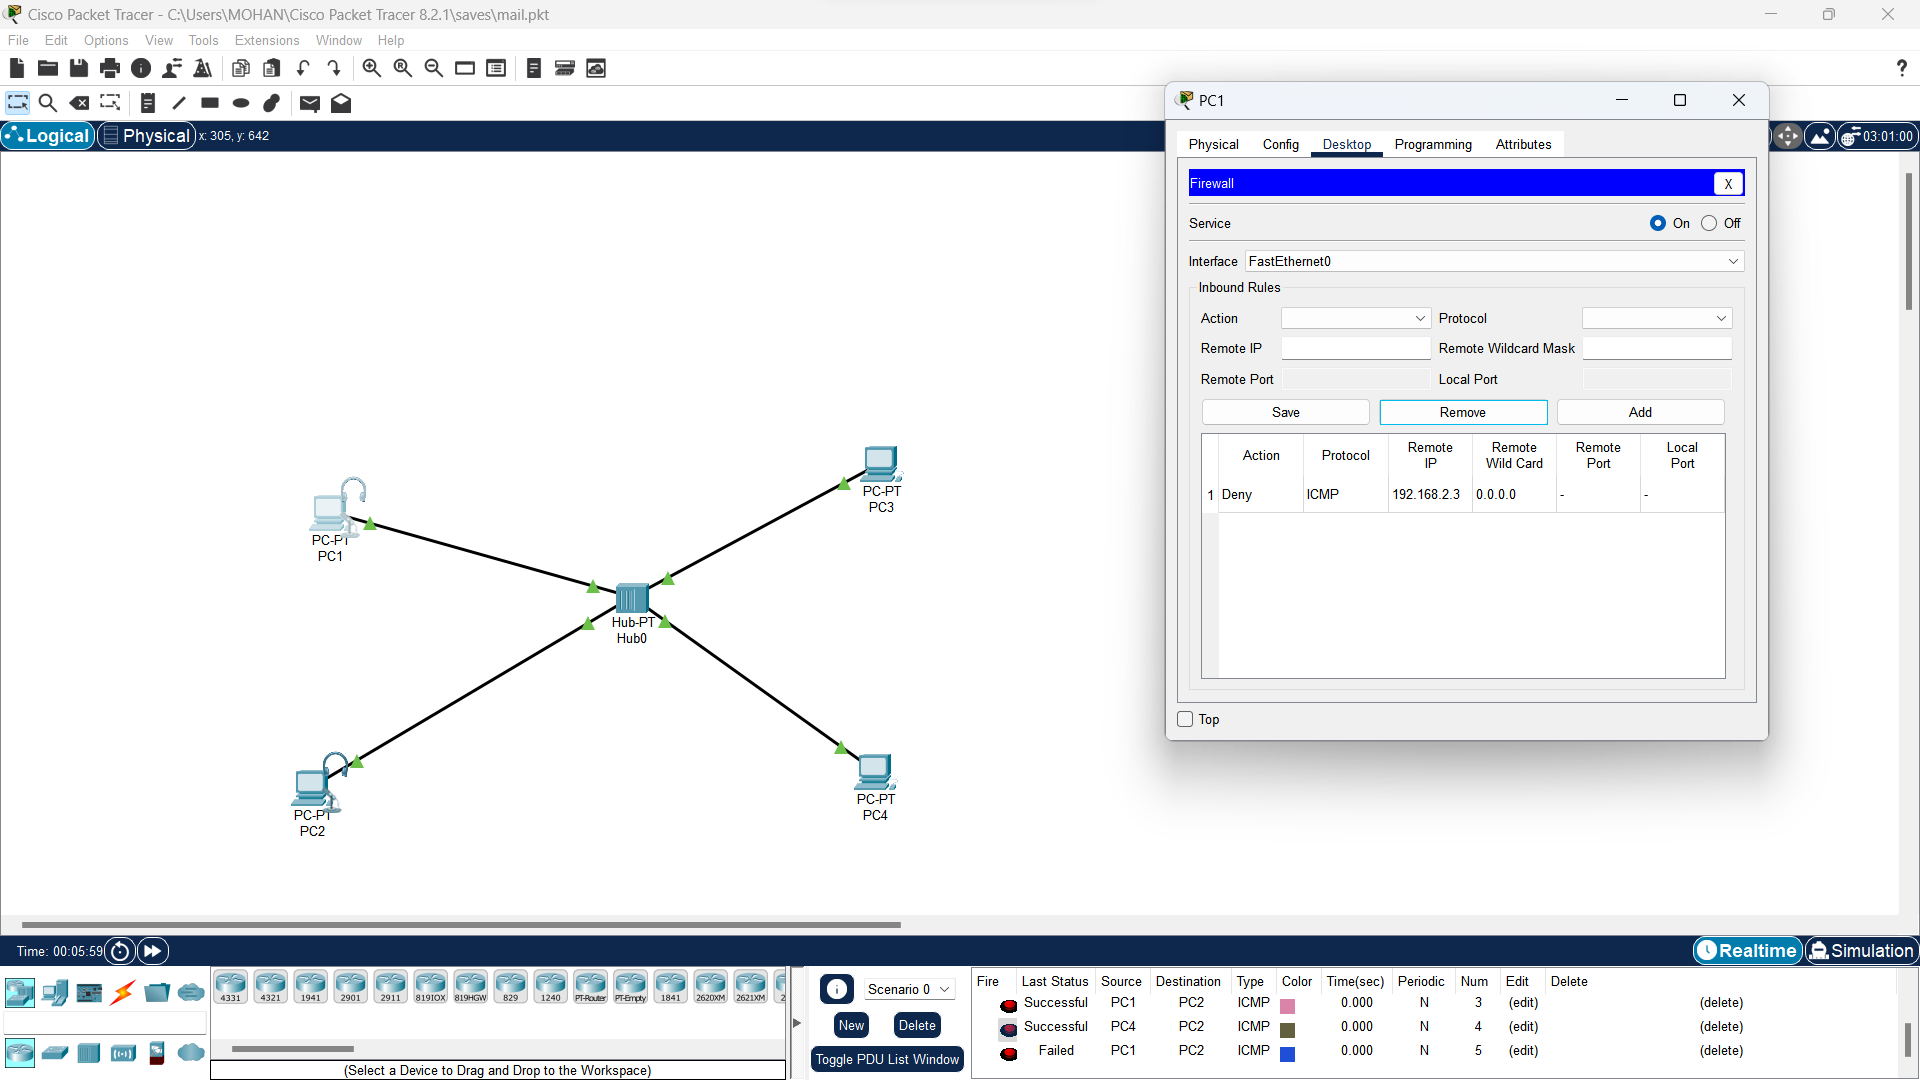 Cisco Packet Tracer - C:\Users\MOHAN\Cisco Packet Tracer 8.2.1\saves\mail.pkt
File Edit Options View Tools Extensions Window Help
?
Logical Physical x: 305, y: 642
03:01:00
PC1
Physical Config Desktop Programming Attributes
Firewall X
Service On Off
Interface FastEthernet0
Inbound Rules
Action Protocol
Remote IP Remote Wildcard Mask
Remote Port Local Port
Save Remove Add
Action Protocol Remote IP Remote Wild Card Remote Port Local Port
1 Deny ICMP 192.168.2.3 0.0.0.0 - -
Top
PC-PT
PC1
PC-PT
PC3
Hub-PT
Hub0
PC-PT
PC2
PC-PT
PC4
Time: 00:05:59
Realtime Simulation
4331 4321 1941 2901 2911 819IOX 819HGW 829 1240 PT-Router PT-Empty 1841 2620XM 2621XM 2
(Select a Device to Drag and Drop to the Workspace)
Scenario 0
New Delete
Toggle PDU List Window
Fire Last Status Source Destination Type Color Time(sec) Periodic Num Edit Delete
Successful PC1 PC2 ICMP 0.000 N 3 (edit) (delete)
Successful PC4 PC2 ICMP 0.000 N 4 (edit) (delete)
Failed PC1 PC2 ICMP 0.000 N 5 (edit) (delete)